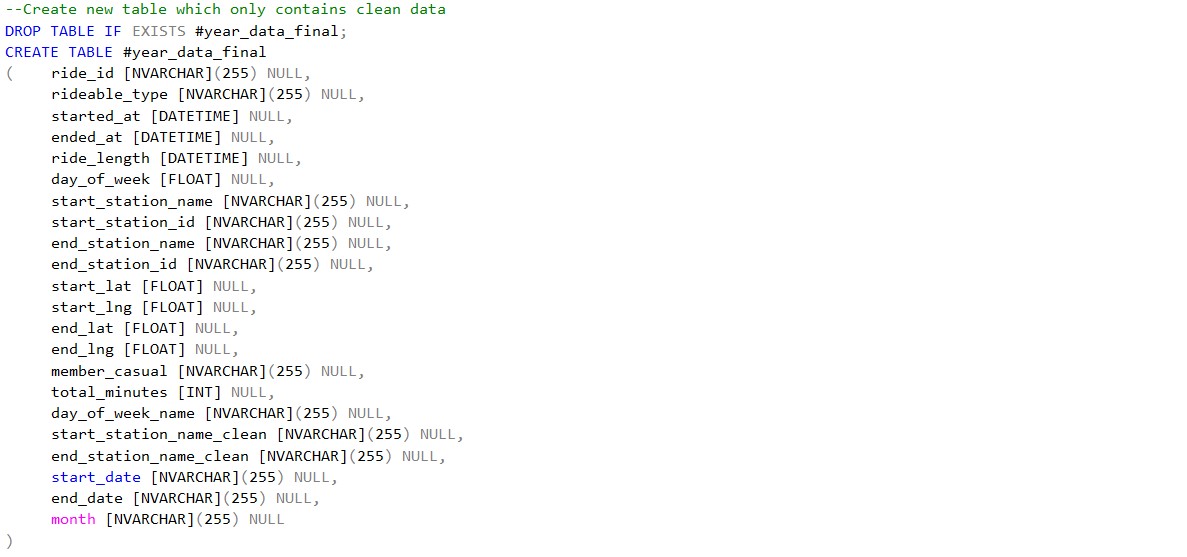 --Create new table which only contains clean data
DROP TABLE IF EXISTS #year_data_final;
CREATE TABLE #year_data_final
(    ride_id [NVARCHAR](255) NULL,
     rideable_type [NVARCHAR](255) NULL,
     started_at [DATETIME] NULL,
     ended_at [DATETIME] NULL,
     ride_length [DATETIME] NULL,
     day_of_week [FLOAT] NULL,
     start_station_name [NVARCHAR](255) NULL,
     start_station_id [NVARCHAR](255) NULL,
     end_station_name [NVARCHAR](255) NULL,
     end_station_id [NVARCHAR](255) NULL,
     start_lat [FLOAT] NULL,
     start_lng [FLOAT] NULL,
     end_lat [FLOAT] NULL,
     end_lng [FLOAT] NULL,
     member_casual [NVARCHAR](255) NULL,
     total_minutes [INT] NULL,
     day_of_week_name [NVARCHAR](255) NULL,
     start_station_name_clean [NVARCHAR](255) NULL,
     end_station_name_clean [NVARCHAR](255) NULL,
     start_date [NVARCHAR](255) NULL,
     end_date [NVARCHAR](255) NULL,
     month [NVARCHAR](255) NULL
)